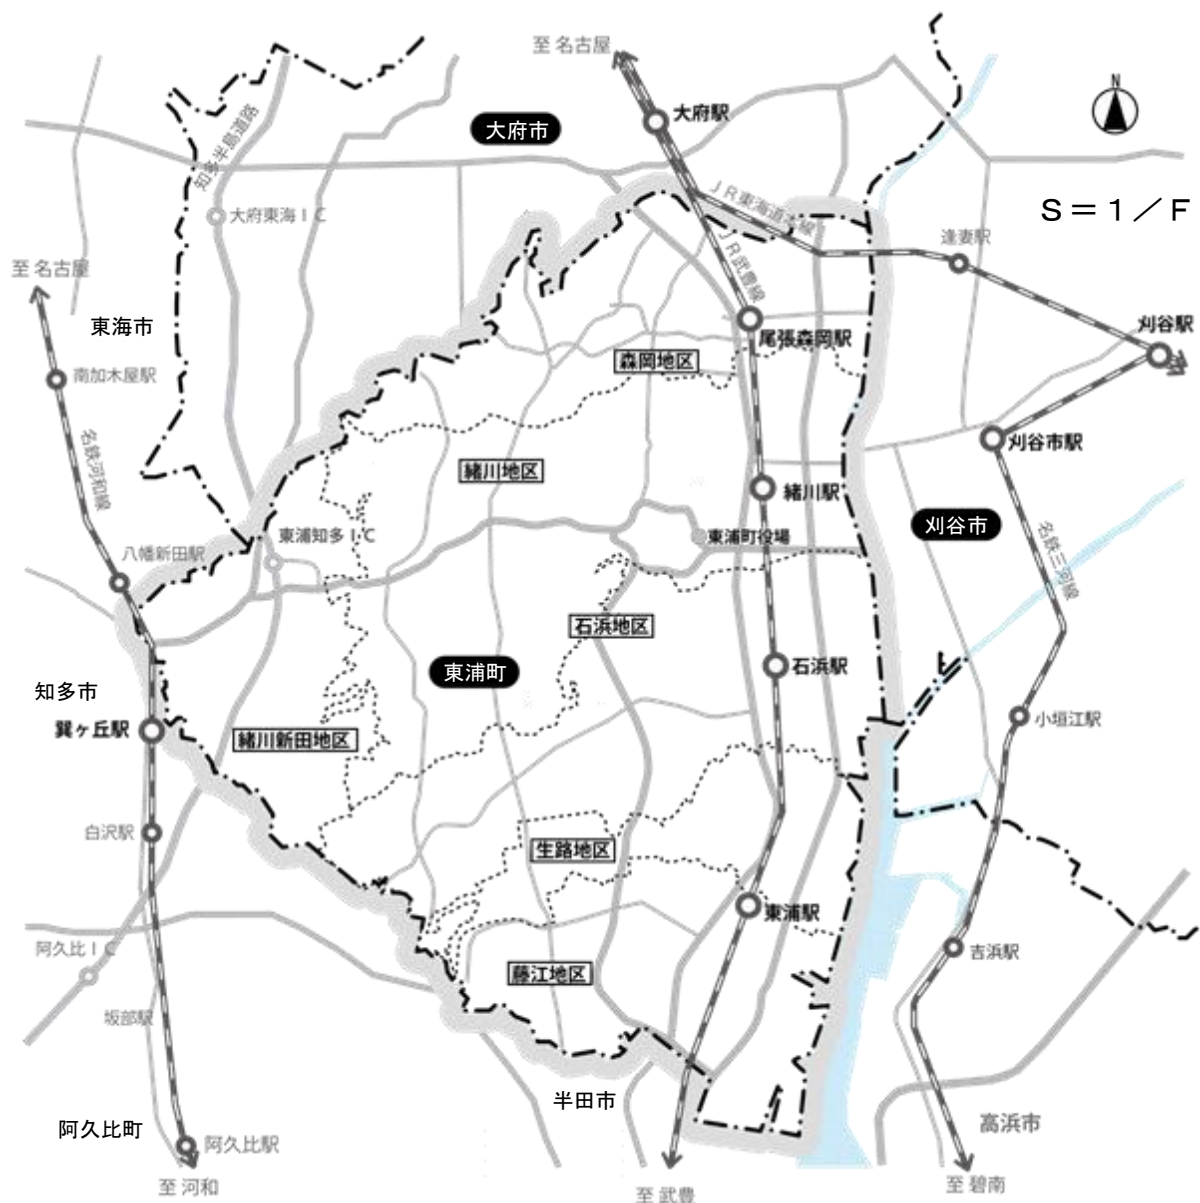 至 名古屋
大府駅
大府市
N
S=1/F
知多半島道路
大府東海IC
JR東海道本線
JR武豊線
逢妻駅
至 名古屋
東海市
尾張森岡駅
刈谷駅
森岡地区
南加木屋駅
名鉄河和線
緒川地区
刈谷市駅
緒川駅
刈谷市
東浦知多IC
東浦町役場
八幡新田駅
名鉄三河線
石浜地区
石浜駅
東浦町
知多市
巽ヶ丘駅
緒川新田地区
小垣江駅
白沢駅
生路地区
東浦駅
阿久比IC
藤江地区
吉浜駅
坂部駅
半田市
高浜市
阿久比町
阿久比駅
至 河和
至 武豊
至 碧南